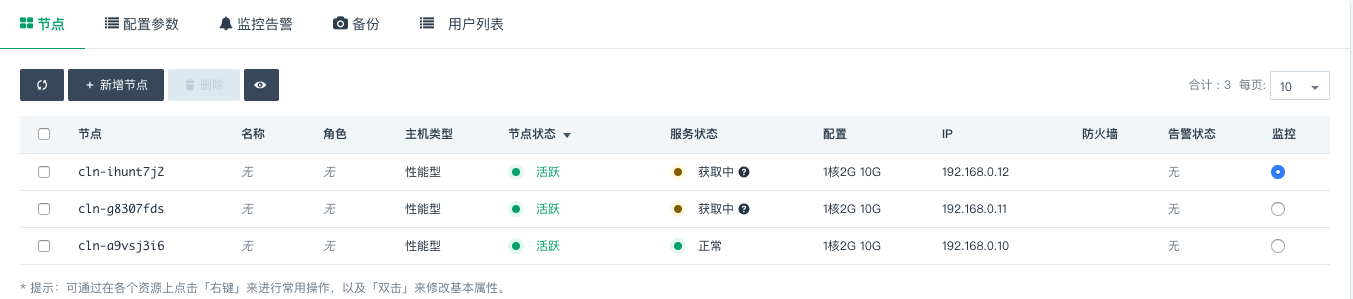 节点 配置参数 监控告警 备份 用户列表
+ 新增节点 删除 合计：3 每页: 10
节点 名称 角色 主机类型 节点状态 服务状态 配置 IP 防火墙 告警状态 监控
cln-ihunt7j2 无 无 性能型 活跃 获取中 ? 1核2G 10G 192.168.0.12 无
cln-g8307fds 无 无 性能型 活跃 获取中 ? 1核2G 10G 192.168.0.11 无
cln-a9vsj3i6 无 无 性能型 活跃 正常 1核2G 10G 192.168.0.10 无
* 提示：可通过在各个资源上点击「右键」来进行常用操作，以及「双击」来修改基本属性。